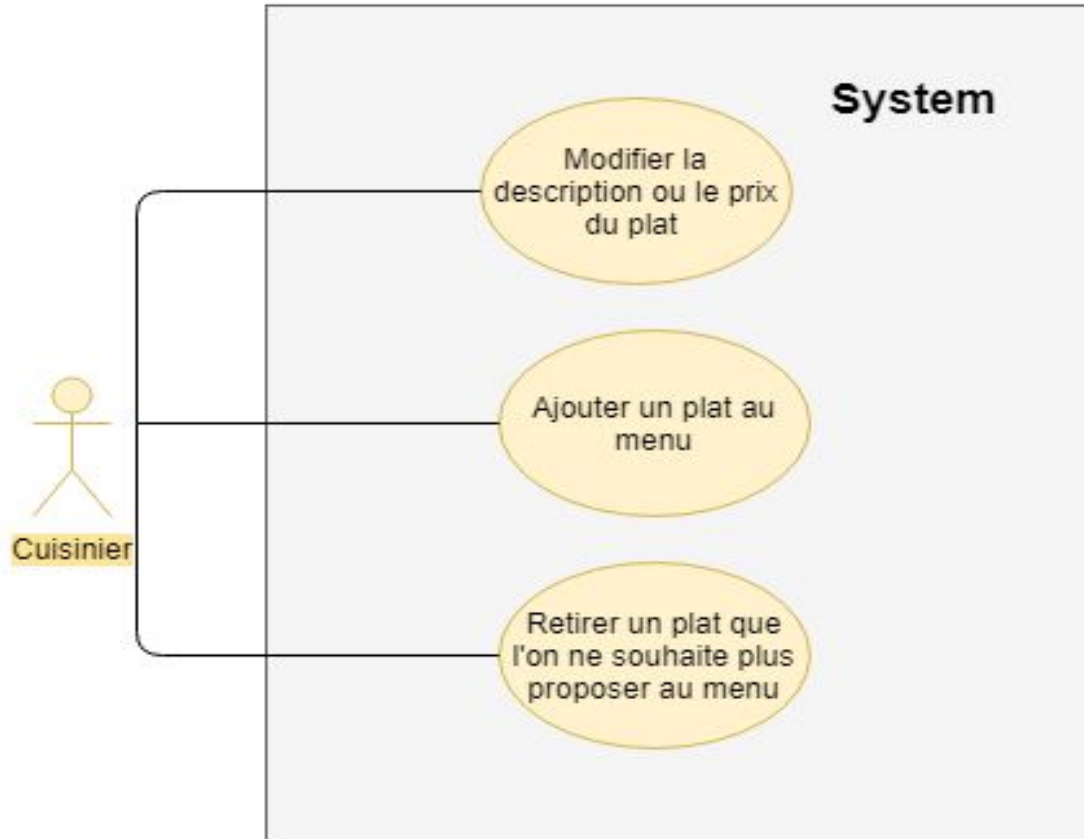 System
Modifier la
description ou le prix
du plat
Ajouter un plat au
menu
Cuisinier
Retirer un plat que
l'on ne souhaite plus
proposer au menu